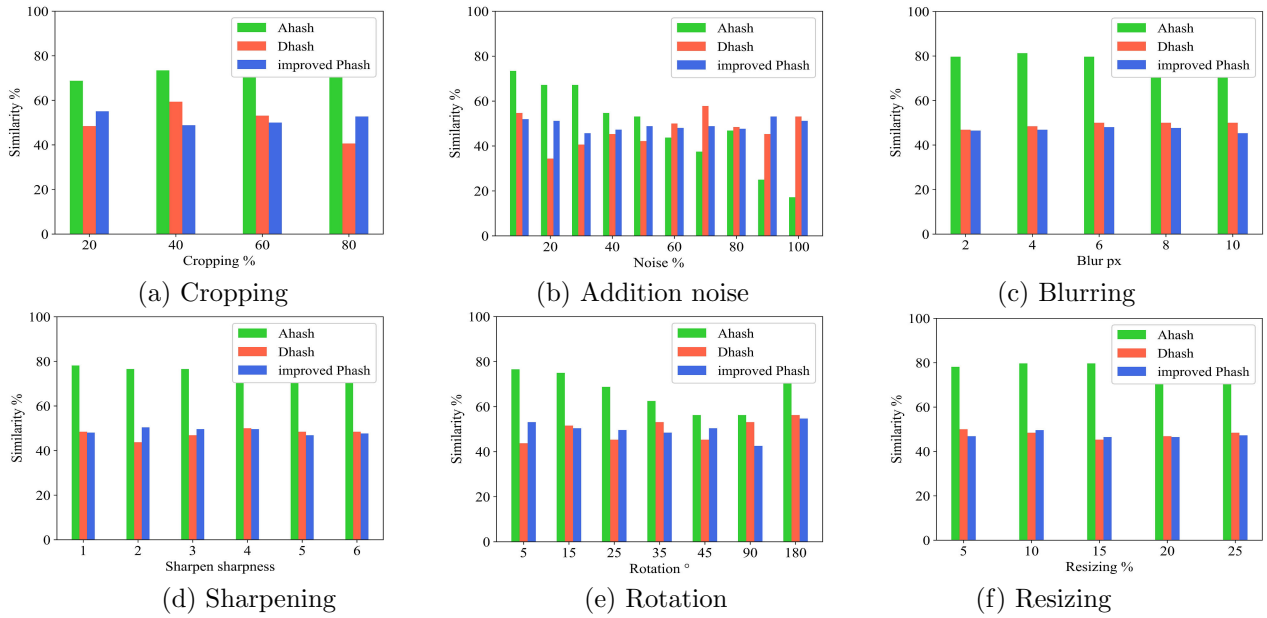 100
80
60
40
20
0
Similarity %
Ahash
Dhash
improved Phash
20 40 60 80
Cropping %
(a) Cropping
100
80
60
40
20
0
Similarity %
Ahash
Dhash
improved Phash
20 40 60 80 100
Noise %
(b) Addition noise
100
80
60
40
20
0
Similarity %
Ahash
Dhash
improved Phash
2 4 6 8 10
Blur px
(c) Blurring
100
80
60
40
20
0
Similarity %
Ahash
Dhash
improved Phash
1 2 3 4 5 6
Sharpen sharpness
(d) Sharpening
100
80
60
40
20
0
Similarity %
Ahash
Dhash
improved Phash
5 15 25 35 45 90 180
Rotation °
(e) Rotation
100
80
60
40
20
0
Similarity %
Ahash
Dhash
improved Phash
5 10 15 20 25
Resizing %
(f) Resizing